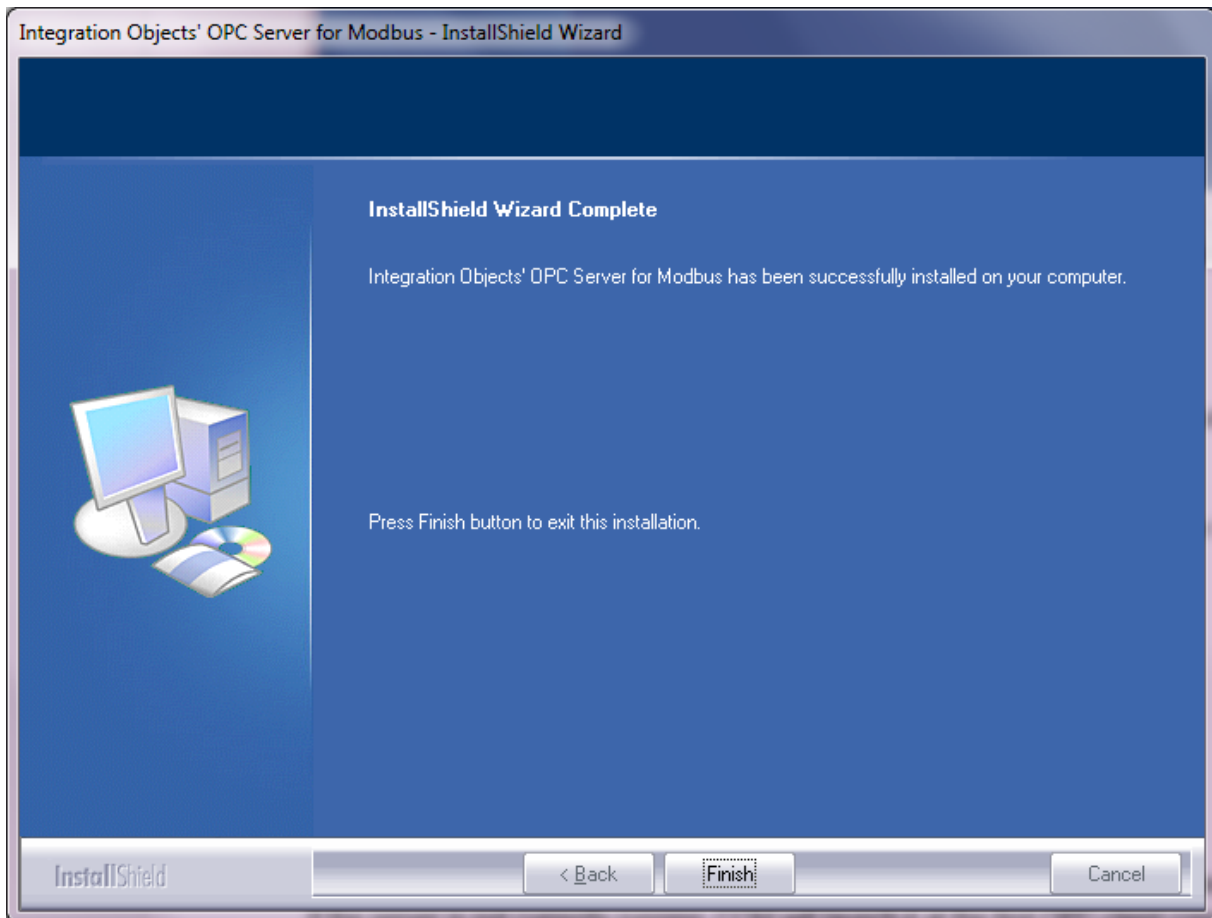 Integration Objects' OPC Server for Modbus - InstallShield Wizard
InstallShield Wizard Complete
Integration Objects' OPC Server for Modbus has been successfully installed on your computer.
Press Finish button to exit this installation.
InstallShield
< Back
Finish
Cancel